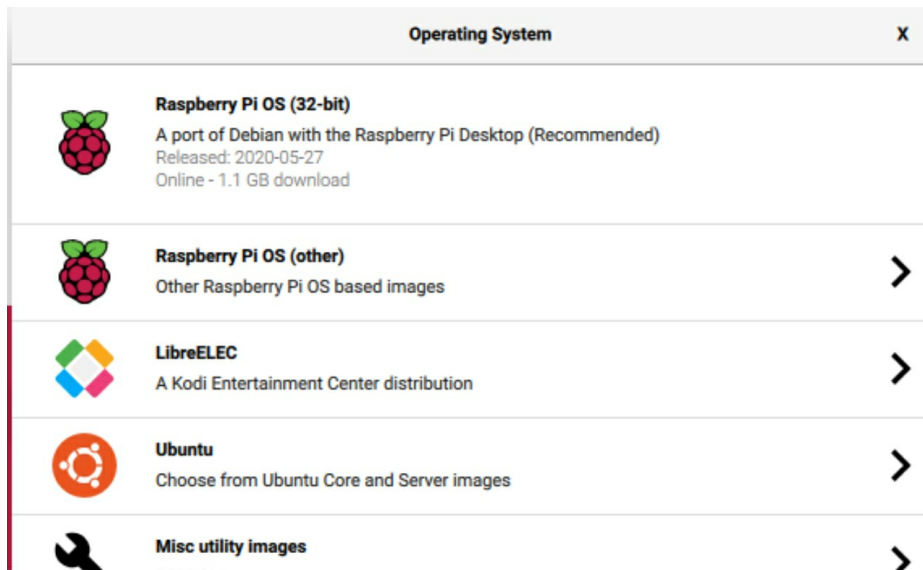 Operating System
X
Raspberry Pi OS (32-bit)
A port of Debian with the Raspberry Pi Desktop (Recommended)
Released: 2020-05-27
Online - 1.1 GB download
Raspberry Pi OS (other)
Other Raspberry Pi OS based images
LibreELEC
A Kodi Entertainment Center distribution
Ubuntu
Choose from Ubuntu Core and Server images
Misc utility images